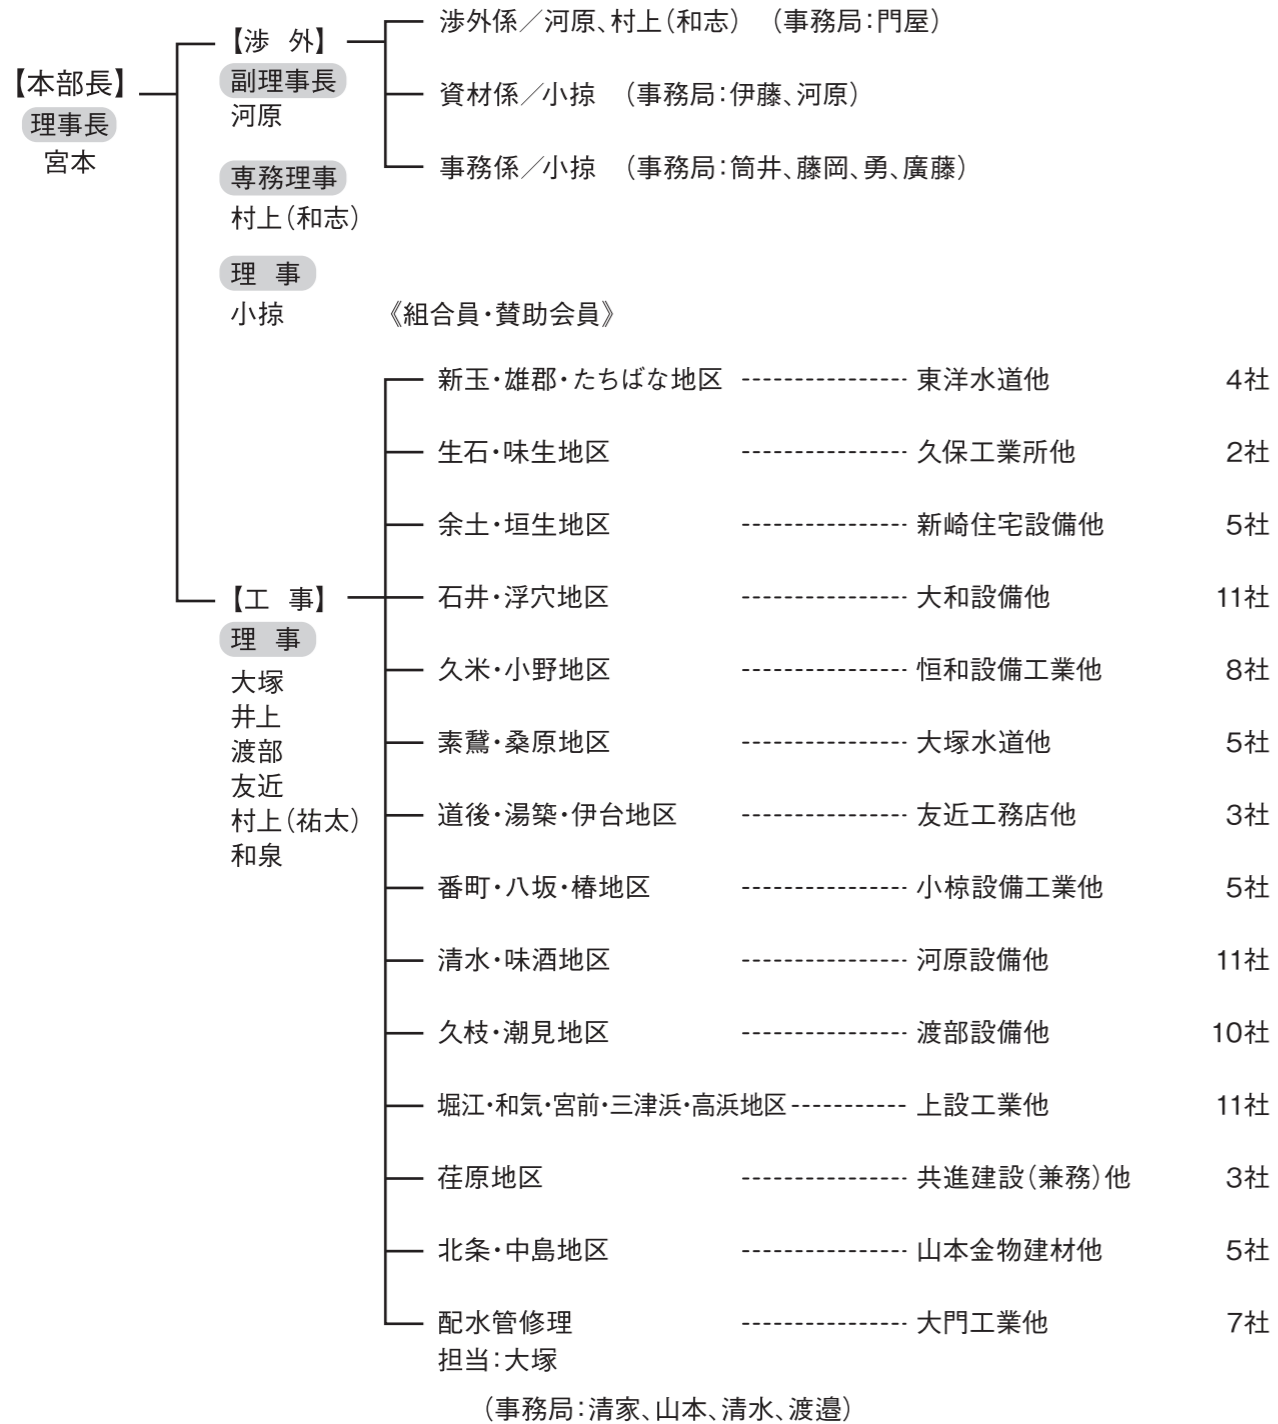 【本部長】
理事長
宮本
【渉 外】
副理事長
河原
専務理事
村上(和志)
理 事
小掠
渉外係／河原、村上(和志) (事務局:門屋)
資材係／小掠 (事務局:伊藤、河原)
事務係／小掠 (事務局:筒井、藤岡、勇、廣藤)
《組合員・賛助会員》
【工 事】
理 事
大塚
井上
渡部
友近
村上(祐太)
和泉
新玉・雄郡・たちばな地区 ---------------- 東洋水道他 4社
生石・味生地区 ---------------- 久保工業所他 2社
余土・垣生地区 ---------------- 新崎住宅設備他 5社
石井・浮穴地区 ---------------- 大和設備他 11社
久米・小野地区 ---------------- 恒和設備工業他 8社
素鵞・桑原地区 ---------------- 大塚水道他 5社
道後・湯築・伊台地区 ---------------- 友近工務店他 3社
番町・八坂・椿地区 ---------------- 小椋設備工業他 5社
清水・味酒地区 ---------------- 河原設備他 11社
久枝・潮見地区 ---------------- 渡部設備他 10社
堀江・和気・宮前・三津浜・高浜地区 ----------- 上設工業他 11社
荏原地区 ---------------- 共進建設(兼務)他 3社
北条・中島地区 ---------------- 山本金物建材他 5社
配水管修理 ---------------- 大門工業他 7社
担当:大塚
(事務局:清家、山本、清水、渡邉)